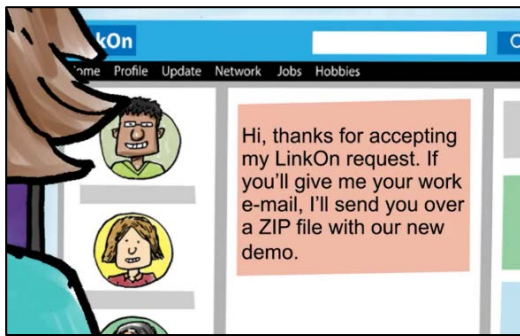 kOn
Home Profile Update Network Jobs Hobbies
Hi, thanks for accepting
my LinkOn request. If
you'll give me your work
e-mail, I'll send you over
a ZIP file with our new
demo.